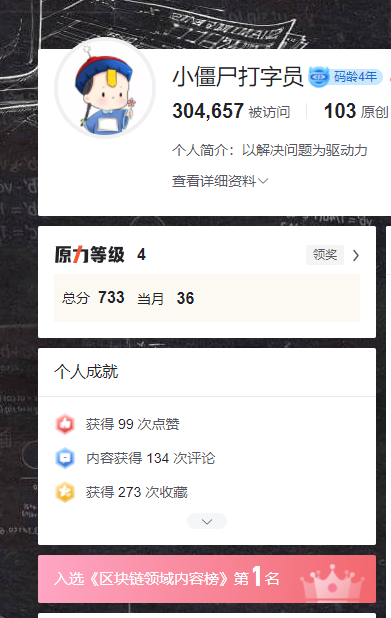 小僵尸打字员 码龄4年
304,657 被访问 103 原创
个人简介：以解决问题为驱动力
查看详细资料
原力等级 4 领奖
总分 733 当月 36
个人成就
获得 99 次点赞
内容获得 134 次评论
获得 273 次收藏
入选《区块链领域内容榜》第1名